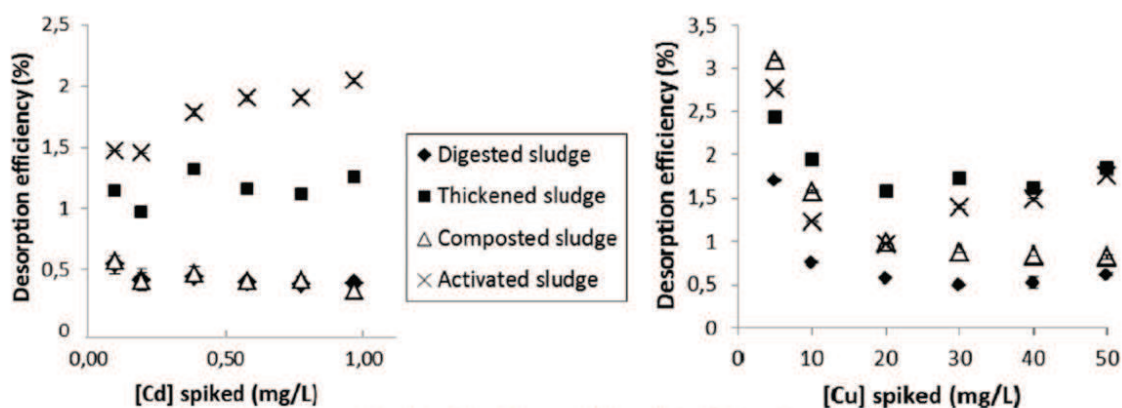 Desorption efficiency (%)
2,5
2
1,5
1
0,5
0
0,00
0,50
1,00
[Cd] spiked (mg/L)
Digested sludge
Thickened sludge
Composted sludge
Activated sludge
Desorption efficiency (%)
3,5
3
2,5
2
1,5
1
0,5
0
0
10
20
30
40
50
[Cu] spiked (mg/L)